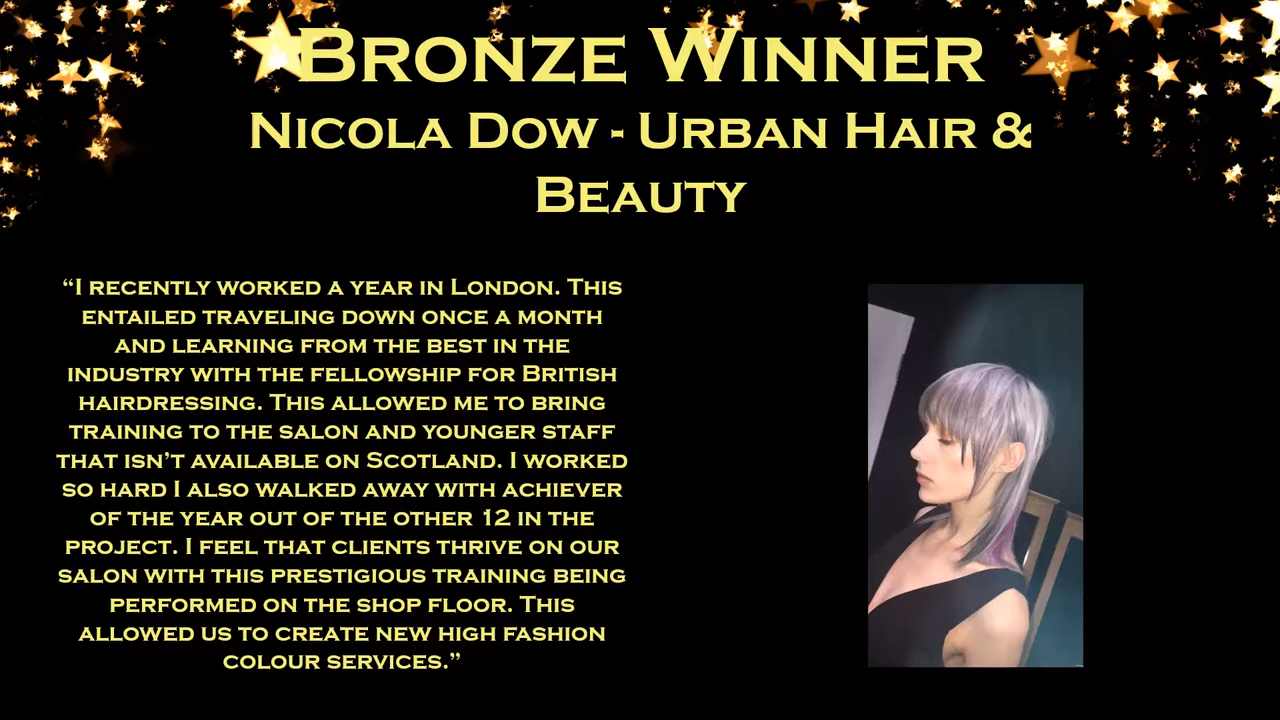 Bronze Winner
Nicola Dow - Urban Hair &
Beauty
“I recently worked a year in London. This
entailed traveling down once a month
and learning from the best in the
industry with the fellowship for British
hairdressing. This allowed me to bring
training to the salon and younger staff
that isn’t available on Scotland. I worked
so hard I also walked away with achiever
of the year out of the other 12 in the
project. I feel that clients thrive on our
salon with this prestigious training being
performed on the shop floor. This
allowed us to create new high fashion
colour services.”